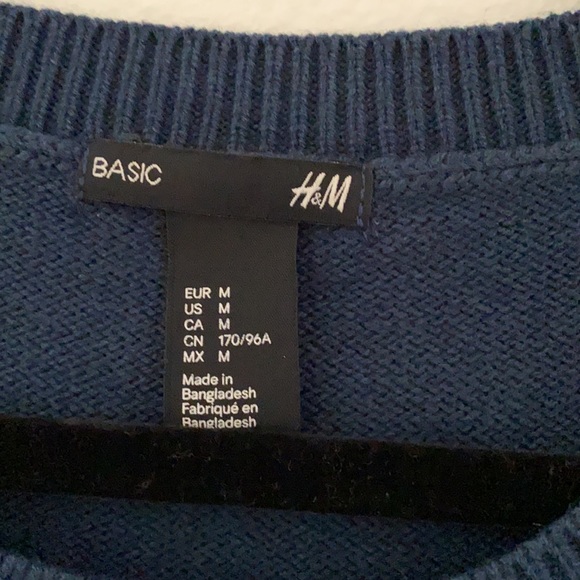 BASIC H&M
EUR M
US M
CA M
CN 170/96A
MX M
Made in
Bangladesh
Fabriqué en
Bangladesh